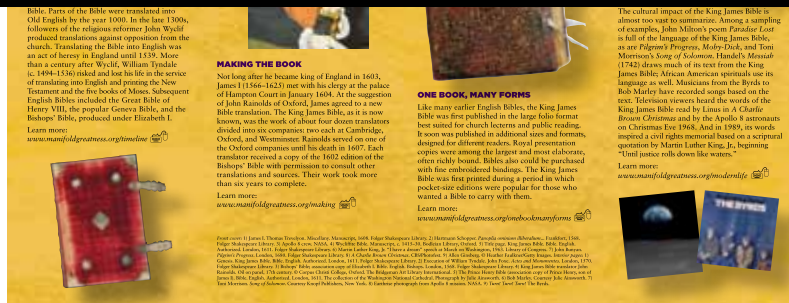 Bible. Parts of the Bible were translated into
Old English by the year 1000. In the late 1300s,
followers of the religious reformer John Wyclif
produced translations against opposition from the
church. Translating the Bible into English was
an act of heresy in England until 1539. More
than a century after Wyclif, William Tyndale
(c. 1494–1536) risked and lost his life in the service
of translating into English and printing the New
Testament and the five books of Moses. Subsequent
English Bibles included the Great Bible of
Henry VIII, the popular Geneva Bible, and the
Bishops' Bible, produced under Elizabeth I.
Learn more:
www.manifoldgreatness.org/timeline
MAKING THE BOOK
Not long after he became king of England in 1603,
James I (1566–1625) met with his clergy at the palace
of Hampton Court in January 1604. At the suggestion
of John Rainolds of Oxford, James agreed to a new
Bible translation. The King James Bible, as it is now
known, was the work of about four dozen translators
divided into six companies: two each at Cambridge,
Oxford, and Westminster. Rainolds served on one of
the Oxford companies until his death in 1607. Each
translator received a copy of the 1602 edition of the
Bishops' Bible with permission to consult other
translations and sources. Their work took more
than six years to complete.
Learn more:
www.manifoldgreatness.org/making
ONE BOOK, MANY FORMS
Like many earlier English Bibles, the King James
Bible was first published in the large folio format
best suited for church lecterns and public reading.
It soon was published in additional sizes and formats,
designed for different readers. Royal presentation
copies were among the largest and most elaborate,
often richly bound. Bibles also could be purchased
with fine embroidered bindings. The King James
Bible was first printed during a period in which
pocket-size editions were popular for those who
wanted a Bible to carry with them.
Learn more:
www.manifoldgreatness.org/onebookmanyforms
The cultural impact of the King James Bible is
almost too vast to summarize. Among a sampling
of examples, John Milton's poem Paradise Lost
is full of the language of the King James Bible,
as are Pilgrim's Progress, Moby-Dick, and Toni
Morrison's Song of Solomon. Handel's Messiah
(1742) draws much of its text from the King
James Bible; African American spirituals use its
language as well. Musicians from the Byrds to
Bob Marley have recorded songs based on the
text. Television viewers heard the words of the
King James Bible read by Linus in A Charlie
Brown Christmas and by the Apollo 8 astronauts
on Christmas Eve 1968. And in 1989, its words
inspired a civil rights memorial based on a scriptural
quotation by Martin Luther King, Jr., beginning
"Until justice rolls down like waters."
Learn more:
www.manifoldgreatness.org/modernlife
THE BYRDS